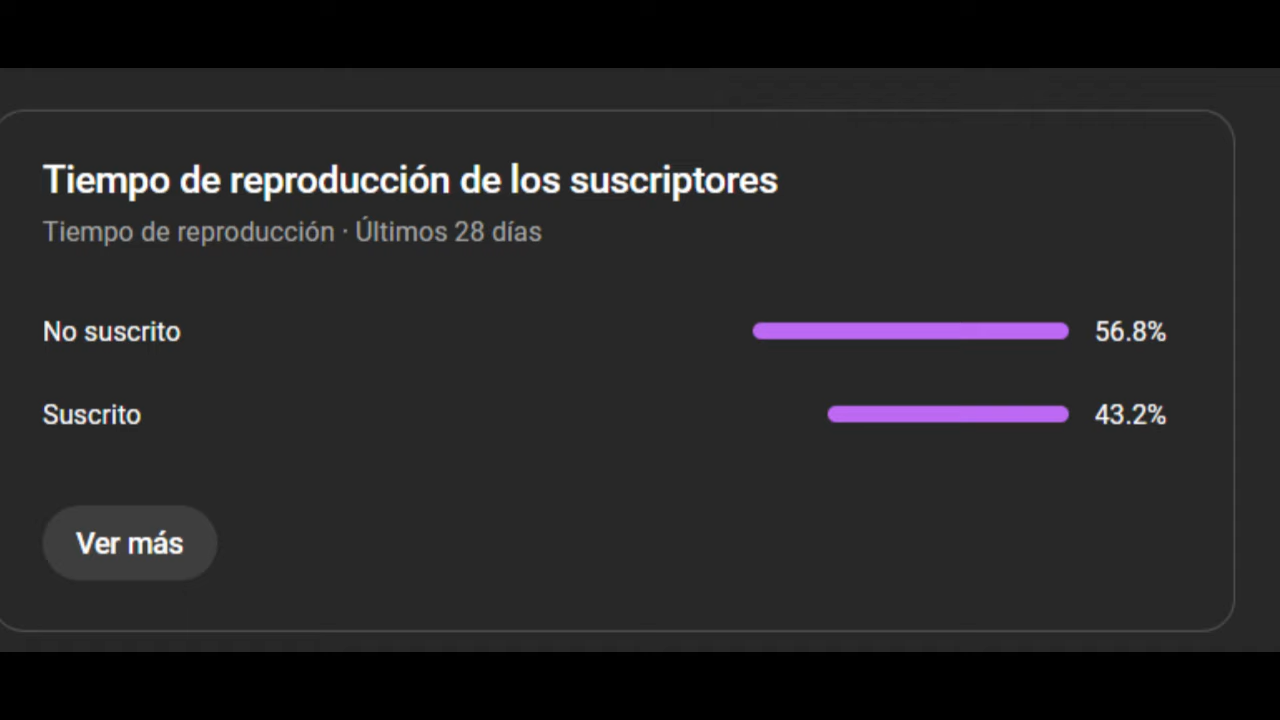 Tiempo de reproducción de los suscriptores
Tiempo de reproducción · Últimos 28 días
No suscrito 56.8%
Suscrito 43.2%
Ver más